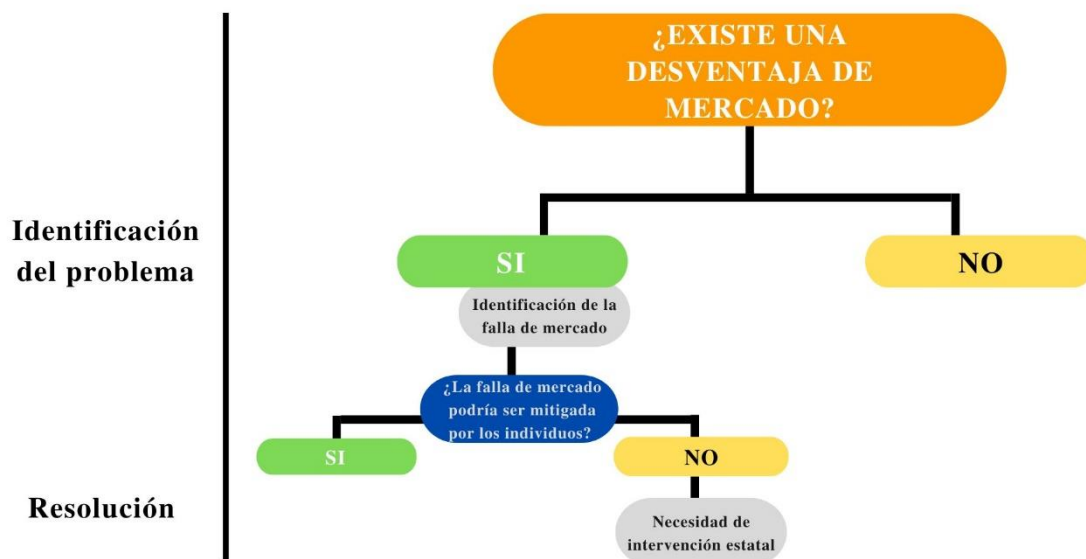 ¿EXISTE UNA
DESVENTAJA DE
MERCADO?
Identificación
del problema
SI
NO
Identificación de la
falla de mercado
¿La falla de mercado
podría ser mitigada
por los individuos?
SI
NO
Resolución
Necesidad de
intervención estatal